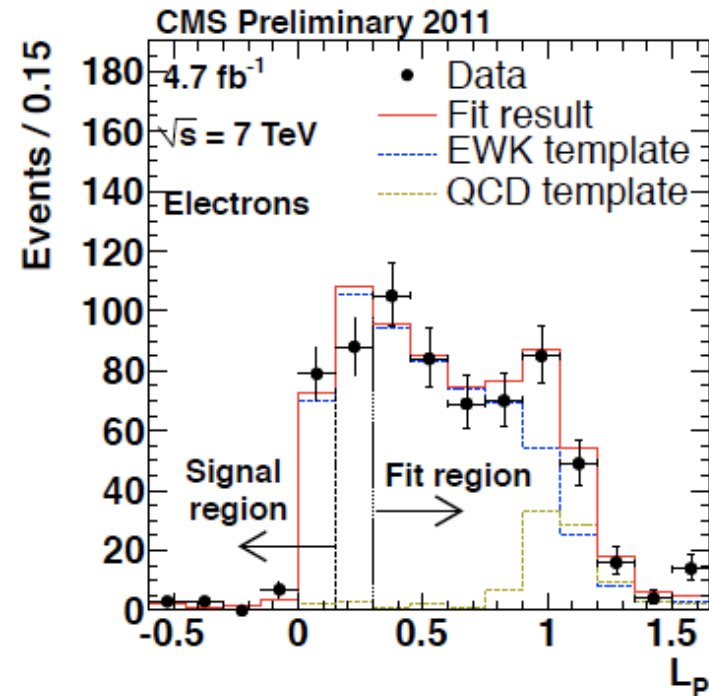 CMS Preliminary 2011
Events / 0.15
180
160
140
120
100
80
60
40
20
0
4.7 fb⁻¹
√s = 7 TeV
Electrons
Data
Fit result
EWK template
QCD template
Signal region
Fit region
-0.5
0
0.5
1
1.5
L_P